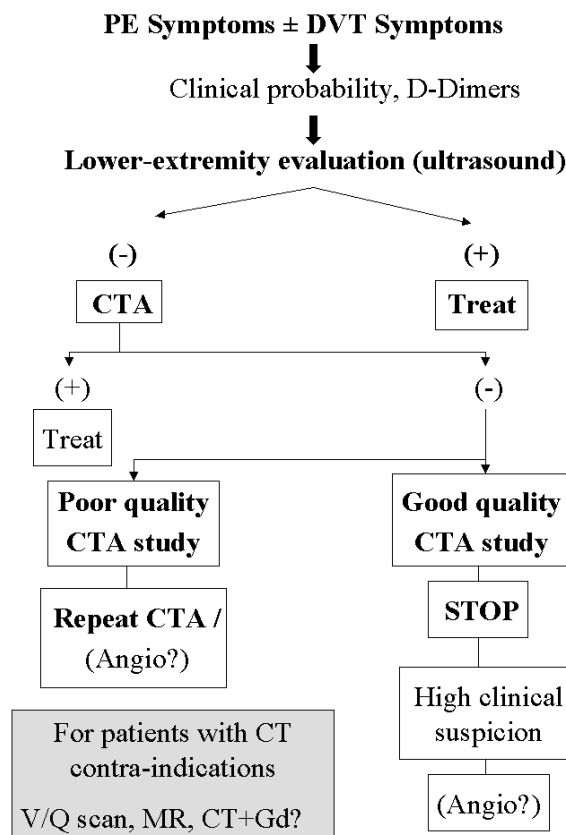 PE Symptoms ± DVT Symptoms
Clinical probability, D-Dimers
Lower-extremity evaluation (ultrasound)
(-)
(+)
CTA
Treat
(+)
(-)
Treat
Poor quality
CTA study
Good quality
CTA study
Repeat CTA /
(Angio?)
STOP
High clinical
suspicion
(Angio?)
For patients with CT
contra-indications
V/Q scan, MR, CT+Gd?